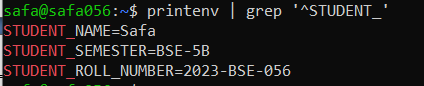 safa@safa056:~$ printenv | grep '^STUDENT_'
STUDENT_NAME=Safa
STUDENT_SEMESTER=BSE-5B
STUDENT_ROLL_NUMBER=2023-BSE-056